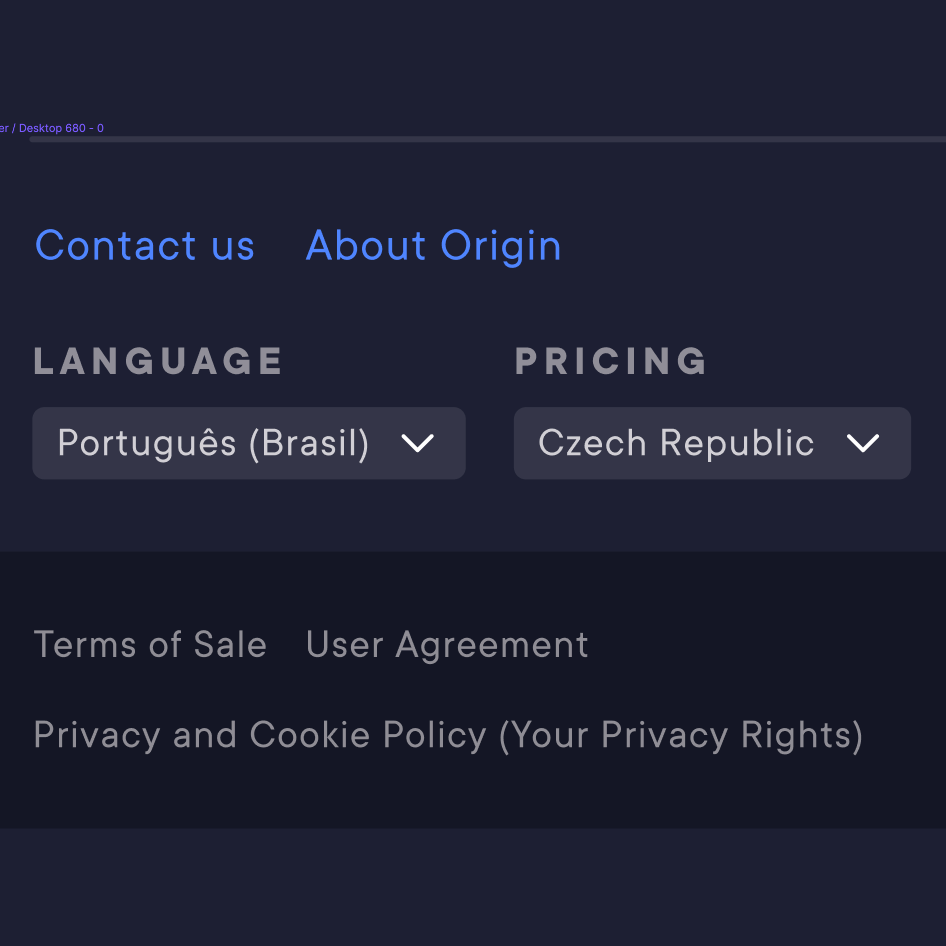 er / Desktop 680 - 0
Contact us About Origin
LANGUAGE PRICING
Português (Brasil) Czech Republic
Terms of Sale User Agreement
Privacy and Cookie Policy (Your Privacy Rights)